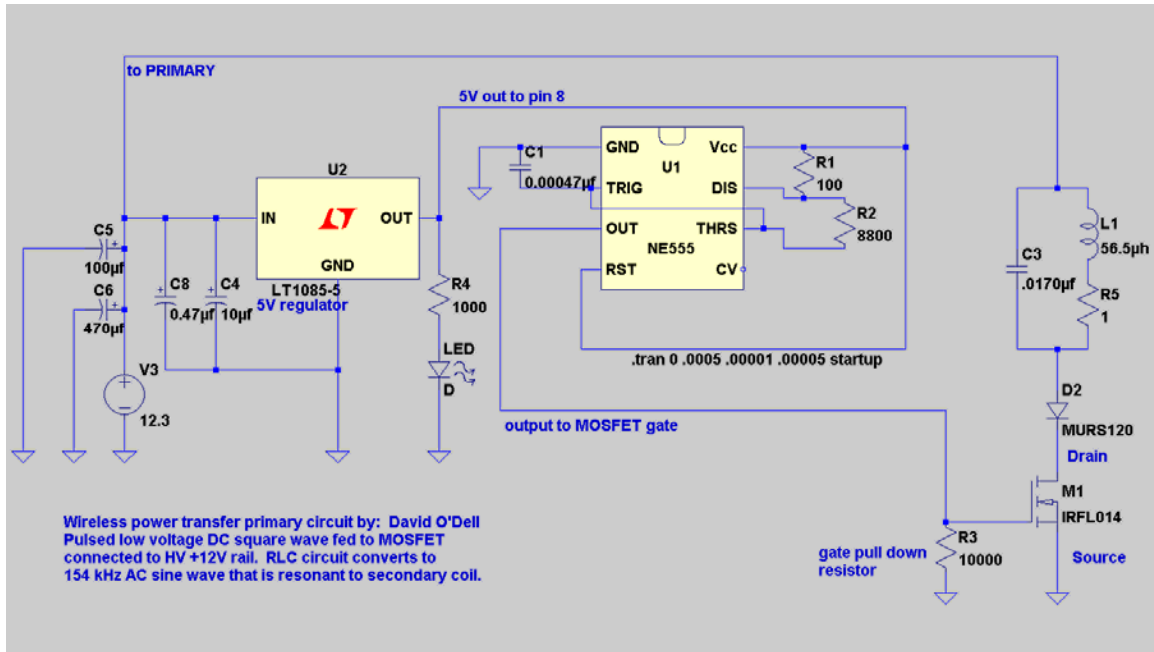 to PRIMARY
5V out to pin 8
U2
IN
OUT
GND
LT1085-5
5V regulator
C5
100µf
C6
470µf
C8
0.47µf
C4
10µf
V3
12.3
R4
1000
LED
D
C1
0.00047µf
GND
Vcc
U1
TRIG
DIS
OUT
THRS
NE555
RST
CV
R1
100
R2
8800
.tran 0 .0005 .00001 .00005 startup
output to MOSFET gate
C3
.0170µf
L1
56.5µh
R5
1
D2
MURS120
Drain
M1
IRFL014
Source
gate pull down
resistor
R3
10000
Wireless power transfer primary circuit by: David O'Dell
Pulsed low voltage DC square wave fed to MOSFET
connected to HV +12V rail. RLC circuit converts to
154 kHz AC sine wave that is resonant to secondary coil.